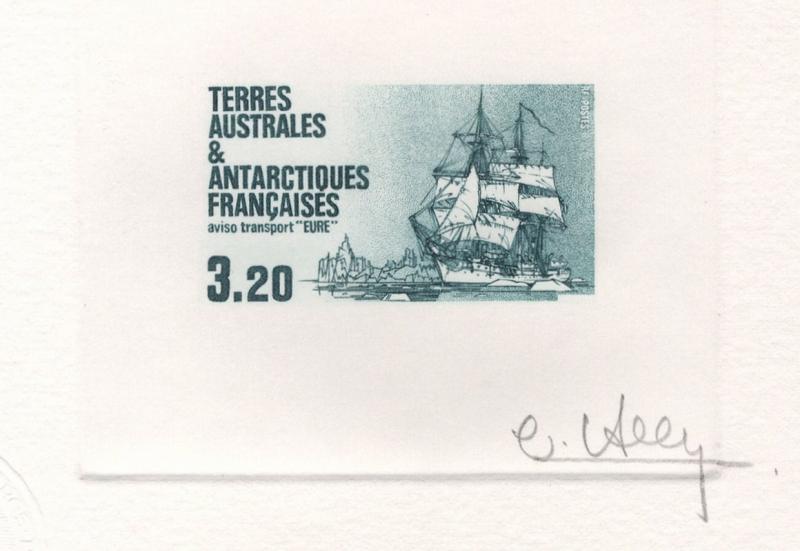 TERRES
AUSTRALES
&
ANTARCTIQUES
FRANÇAISES
aviso transport "EURE"
3.20